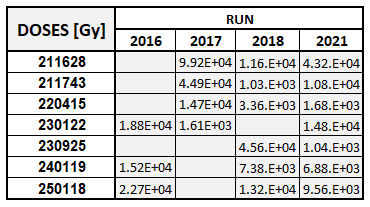 DOSES [Gy] RUN
2016 2017 2018 2021
211628 9.92E+04 1.16.E+04 4.32.E+04
211743 4.49E+04 1.03.E+03 1.08.E+04
220415 1.47E+04 3.36.E+03 1.68.E+03
230122 1.88E+04 1.61E+03 1.48.E+04
230925 4.56.E+04 1.04.E+03
240119 1.52E+04 7.38.E+03 6.88.E+03
250118 2.27E+04 1.32.E+04 9.56.E+03